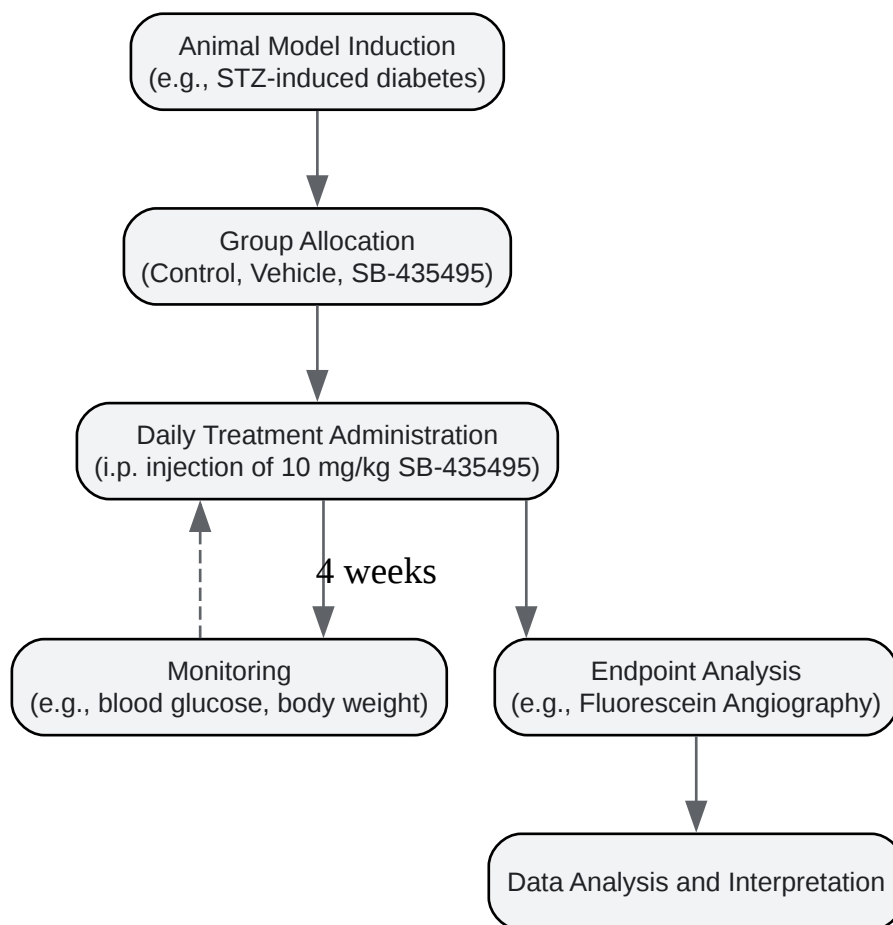 Animal Model Induction
(e.g., STZ-induced diabetes)
Group Allocation
(Control, Vehicle, SB-435495)
Daily Treatment Administration
(i.p. injection of 10 mg/kg SB-435495)
4 weeks
Monitoring
(e.g., blood glucose, body weight)
Endpoint Analysis
(e.g., Fluorescein Angiography)
Data Analysis and Interpretation